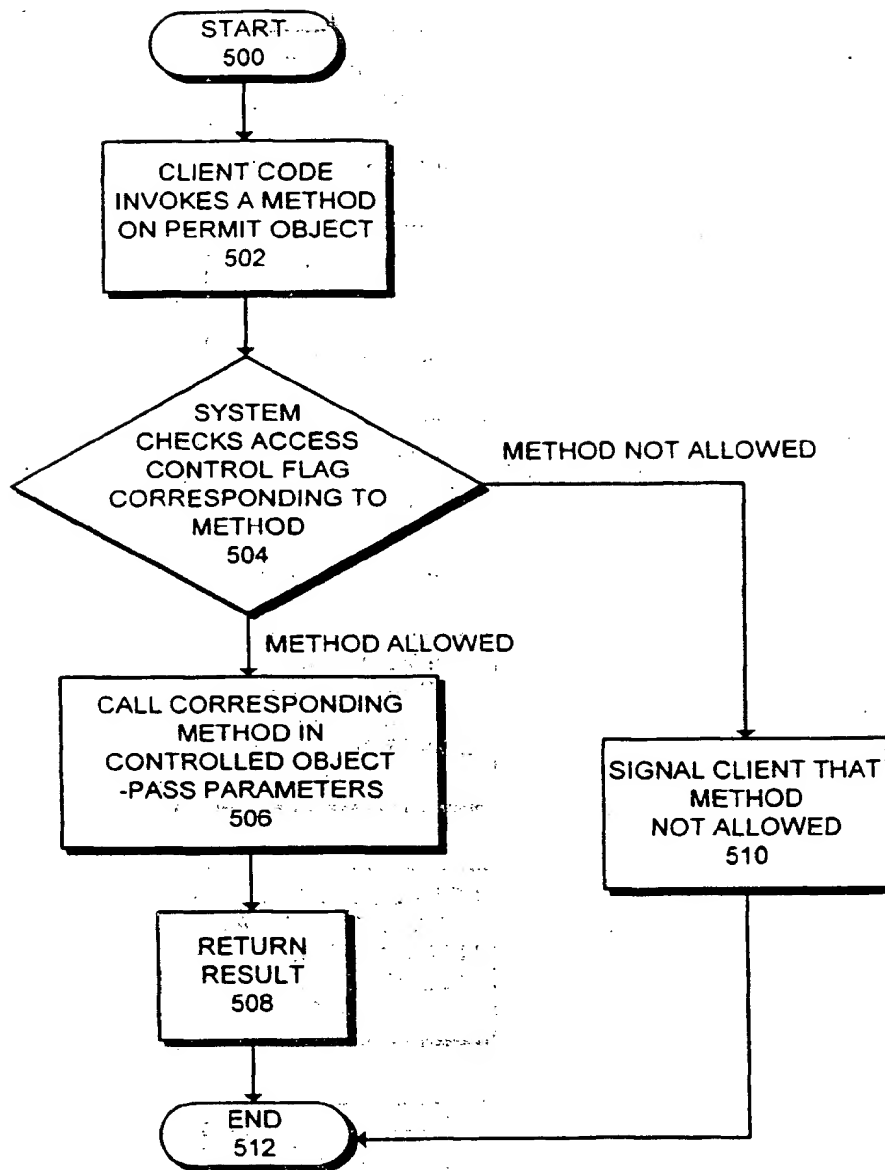 START
500
CLIENT CODE
INVOKES A METHOD
ON PERMIT OBJECT
502
SYSTEM
CHECKS ACCESS
CONTROL FLAG
CORRESPONDING TO
METHOD
504
METHOD NOT ALLOWED
METHOD ALLOWED
CALL CORRESPONDING
METHOD IN
CONTROLLED OBJECT
-PASS PARAMETERS
506
SIGNAL CLIENT THAT
METHOD
NOT ALLOWED
510
RETURN
RESULT
508
END
512